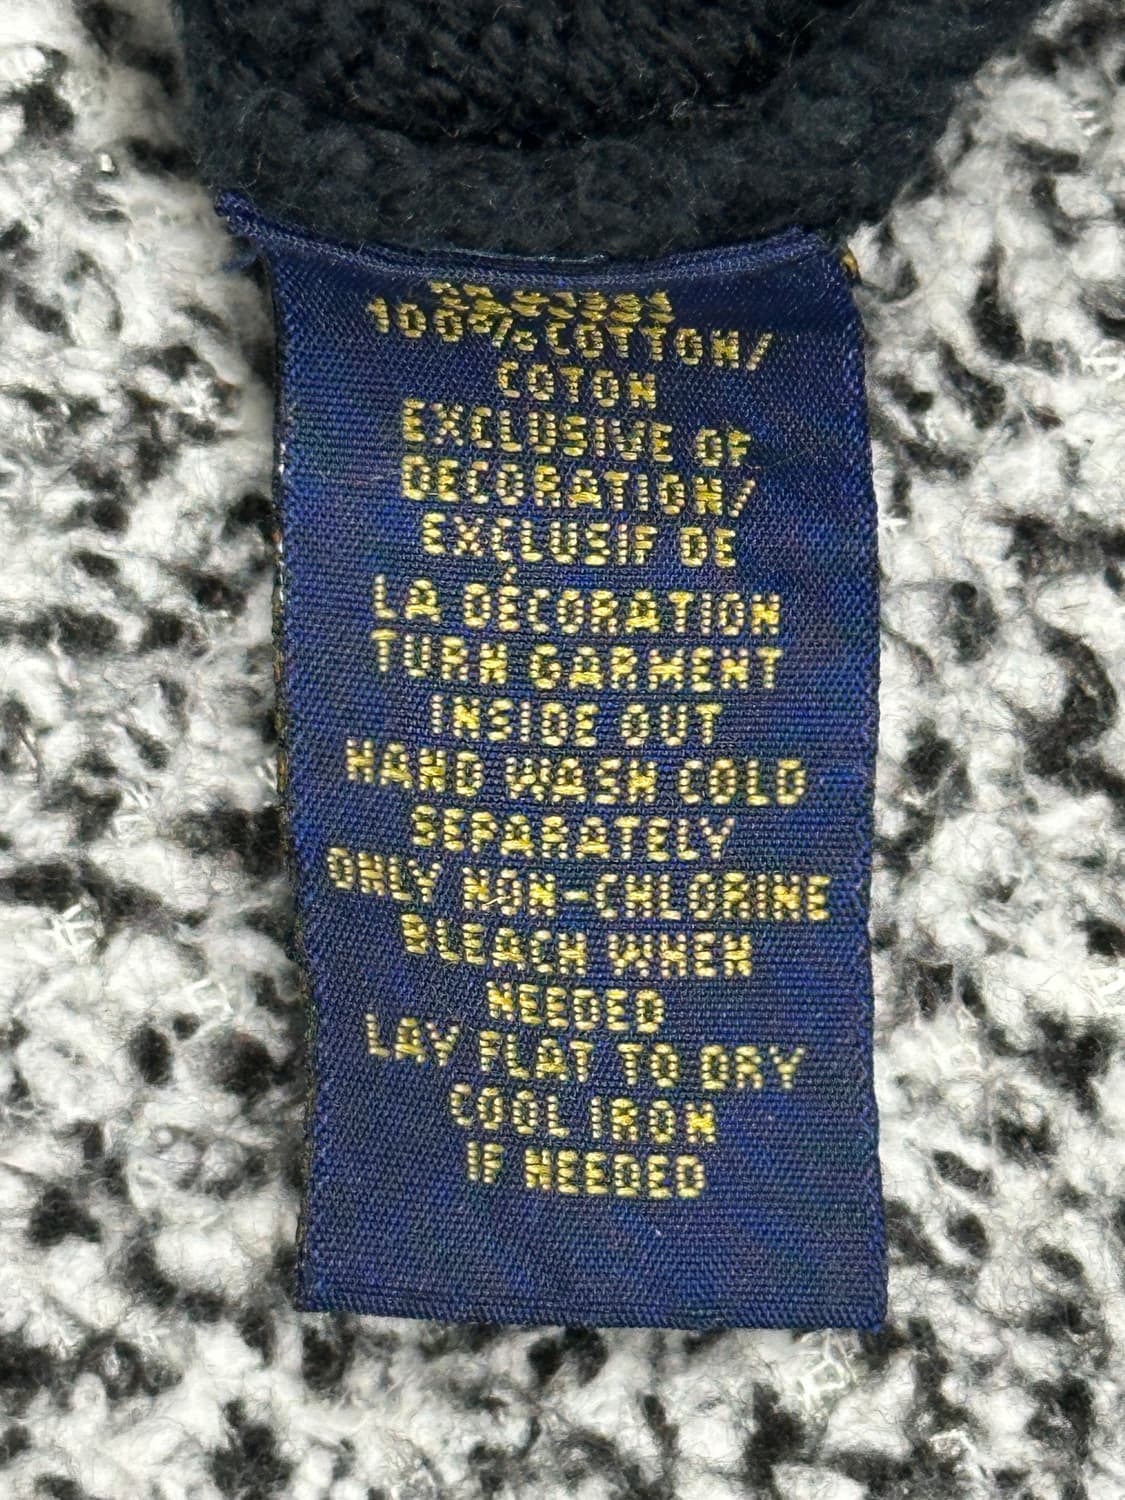 100% COTTON/
COTON
EXCLUSIVE OF
DECORATION/
EXCLUSIF DE
LA DÉCORATION
TURN GARMENT
INSIDE OUT
HAND WASH COLD
SEPARATELY
ONLY NON-CHLORINE
BLEACH WHEN
NEEDED
LAY FLAT TO DRY
COOL IRON
IF NEEDED